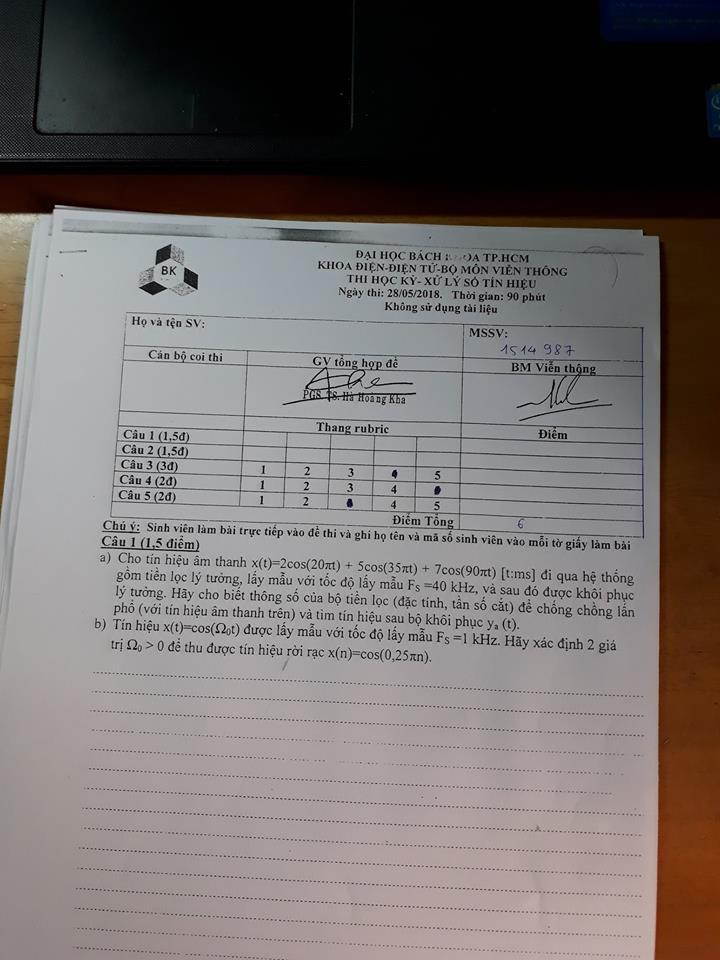 BK
ĐẠI HỌC BÁCH KHOA TP.HCM
KHOA ĐIỆN-ĐIỆN TỬ-BỘ MÔN VIỄN THÔNG
THI HỌC KỲ- XỬ LÝ SỐ TÍN HIỆU
Ngày thi: 28/05/2018. Thời gian: 90 phút
Không sử dụng tài liệu
Họ và tện SV: MSSV:
1514987
Cán bộ coi thi GV tổng hợp đề BM Viễn thông
PGS. TS. Hà Hoàng Kha
Thang rubric Điểm
Câu 1 (1,5đ)
Câu 2 (1,5đ)
Câu 3 (3đ) 1 2 3 5
Câu 4 (2đ) 1 2 3 4
Câu 5 (2đ) 1 2 4 5
Điểm Tổng 6
Chú ý: Sinh viên làm bài trực tiếp vào đề thi và ghi họ tên và mã số sinh viên vào mỗi tờ giấy làm bài
Câu 1 (1,5 điểm)
a) Cho tín hiệu âm thanh x(t)=2cos(20πt) + 5cos(35πt) + 7cos(90πt) [t:ms] đi qua hệ thống
gồm tiền lọc lý tưởng, lấy mẫu với tốc độ lấy mẫu FS =40 kHz, và sau đó được khôi phục
lý tưởng. Hãy cho biết thông số của bộ tiền lọc (đặc tính, tần số cắt) để chống chồng lấn
phổ (với tín hiệu âm thanh trên) và tìm tín hiệu sau bộ khôi phục ya (t).
b) Tín hiệu x(t)=cos(Ω0t) được lấy mẫu với tốc độ lấy mẫu FS =1 kHz. Hãy xác định 2 giá
trị Ω0 > 0 để thu được tín hiệu rời rạc x(n)=cos(0,25πn).